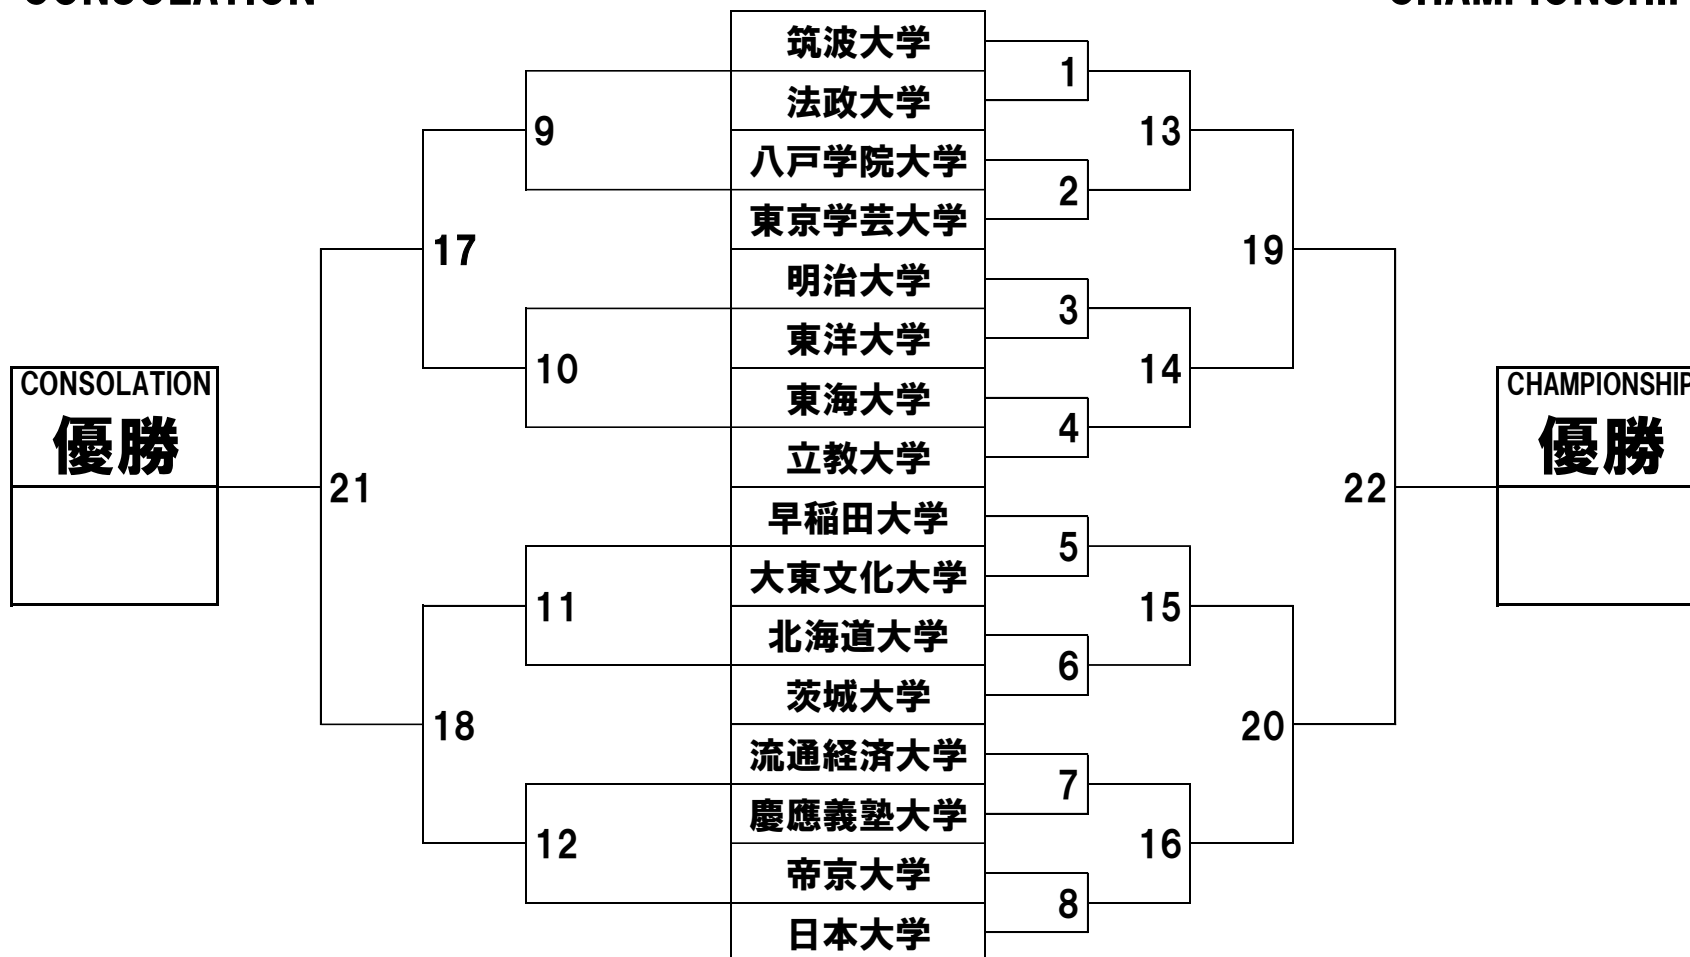 CONSOLATION
CHAMPIONSHIP
筑波大学
1
法政大学
9
13
八戸学院大学
2
東京学芸大学
17
19
明治大学
3
東洋大学
10
14
CONSOLATION
CHAMPIONSHIP
東海大学
4
優勝
優勝
立教大学
21
22
早稲田大学
5
大東文化大学
11
15
北海道大学
6
茨城大学
18
20
流通経済大学
7
慶應義塾大学
12
16
帝京大学
8
日本大学